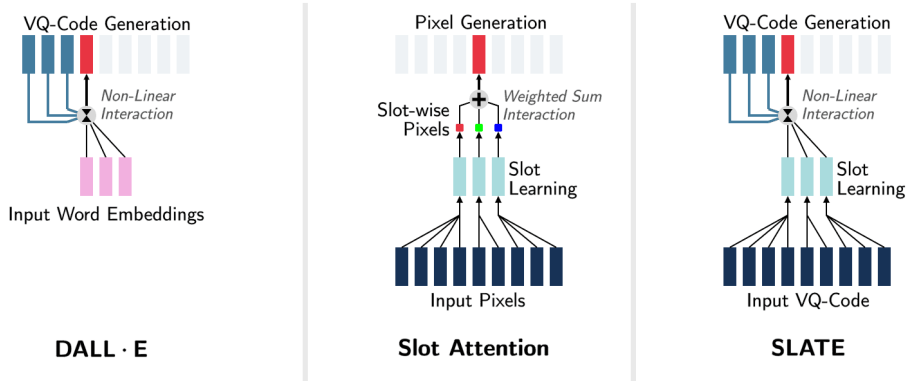 VQ-Code Generation
Non-Linear
Interaction
Input Word Embeddings
DALL · E
Pixel Generation
Weighted Sum
Interaction
Slot-wise
Pixels
Slot
Learning
Input Pixels
Slot Attention
VQ-Code Generation
Non-Linear
Interaction
Slot
Learning
Input VQ-Code
SLATE